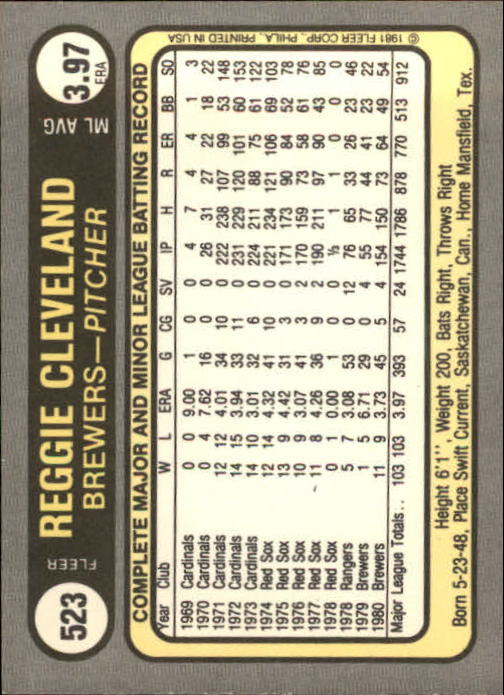 523
FLEER
REGGIE CLEVELAND
BREWERS—PITCHER
ML AVG
3.97
ERA
COMPLETE MAJOR AND MINOR LEAGUE BATTING RECORD
Year Club W L ERA G CG SV IP H R ER BB SO
1969 Cardinals 0 0 9.00 1 0 0 4 7 4 4 1 3
1970 Cardinals 0 4 7.62 16 0 0 26 31 27 22 18 22
1971 Cardinals 12 12 4.01 34 10 0 222 238 107 99 53 148
1972 Cardinals 14 15 3.94 33 11 0 231 229 120 101 60 153
1973 Cardinals 14 10 3.01 32 6 0 224 211 88 75 61 122
1974 Red Sox 12 14 4.32 41 10 0 221 234 121 106 69 103
1975 Red Sox 13 9 4.42 31 3 0 171 173 90 84 52 78
1976 Red Sox 10 9 3.07 41 3 2 170 159 73 58 61 76
1977 Red Sox 11 8 4.26 36 9 2 190 211 97 90 43 85
1978 Red Sox 0 1 0.00 1 0 0 ⅓ 1 1 0 0 0
1978 Rangers 5 7 3.08 53 0 12 76 65 33 26 23 46
1979 Brewers 1 5 6.71 29 0 4 55 77 44 41 23 22
1980 Brewers 11 9 3.73 45 5 4 154 150 73 64 49 54
Major League Totals.. 103 103 3.97 393 57 24 1744 1786 878 770 513 912
Height 6'1'', Weight 200, Bats Right, Throws Right
Born 5-23-48, Place Swift Current, Saskatchewan, Can., Home Mansfield, Tex.
© 1981 FLEER CORP., PHILA., PRINTED IN USA